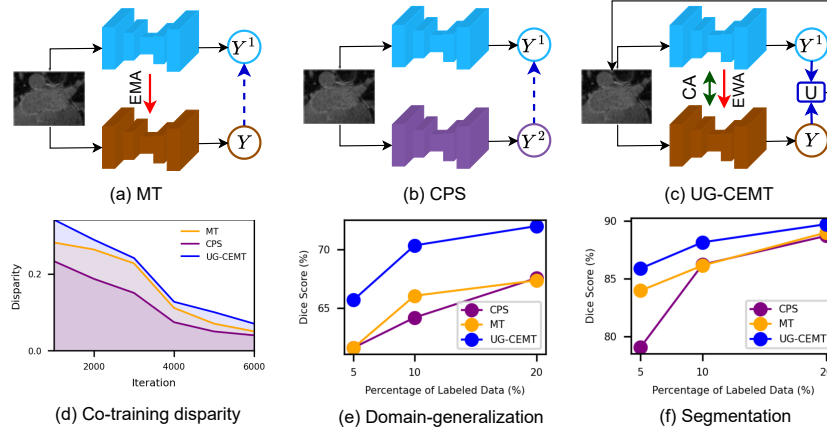 Y¹ Y¹ Y¹
EMA CA EWA U
Y Y² Y
(a) MT (b) CPS (c) UG-CEMT
Disparity
0.2
0.0
2000 4000 6000
Iteration
MT
CPS
UG-CEMT
(d) Co-training disparity
Dice Score (%)
70
65
5 10 20
Percentage of Labeled Data (%)
CPS
MT
UG-CEMT
(e) Domain-generalization
Dice Score (%)
90
85
80
5 10 20
Percentage of Labeled Data (%)
CPS
MT
UG-CEMT
(f) Segmentation